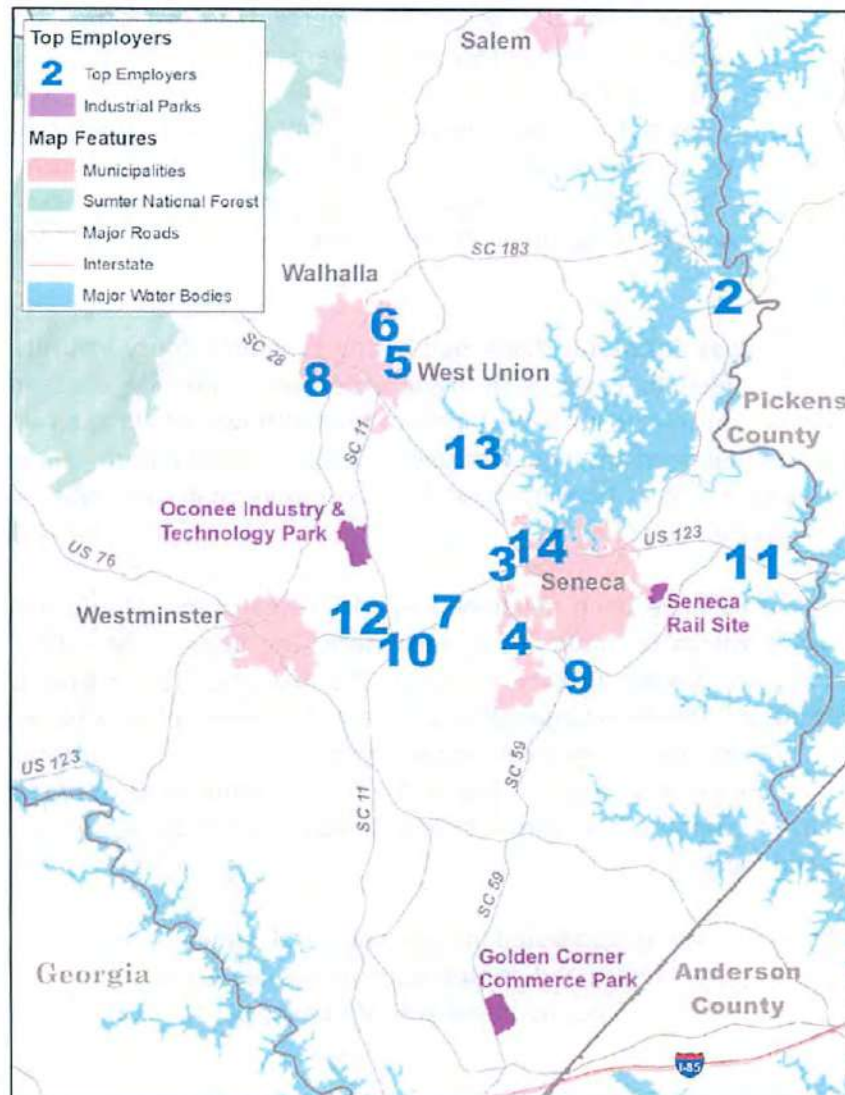 Top Employers
2 Top Employers
Industrial Parks
Map Features
Municipalities
Sumter National Forest
Major Roads
Interstate
Major Water Bodies
Salem
SC 183
Walhalla
2
6
SC 28
5
8
West Union
Pickens
County
SC 11
13
Oconee Industry &
Technology Park
US 76
14
US 123
11
3
Seneca
Seneca
Rail Site
Westminster
7
12
4
10
9
US 123
SC 59
SC 11
SC 59
Golden Corner
Commerce Park
Georgia
Anderson
County
I-85